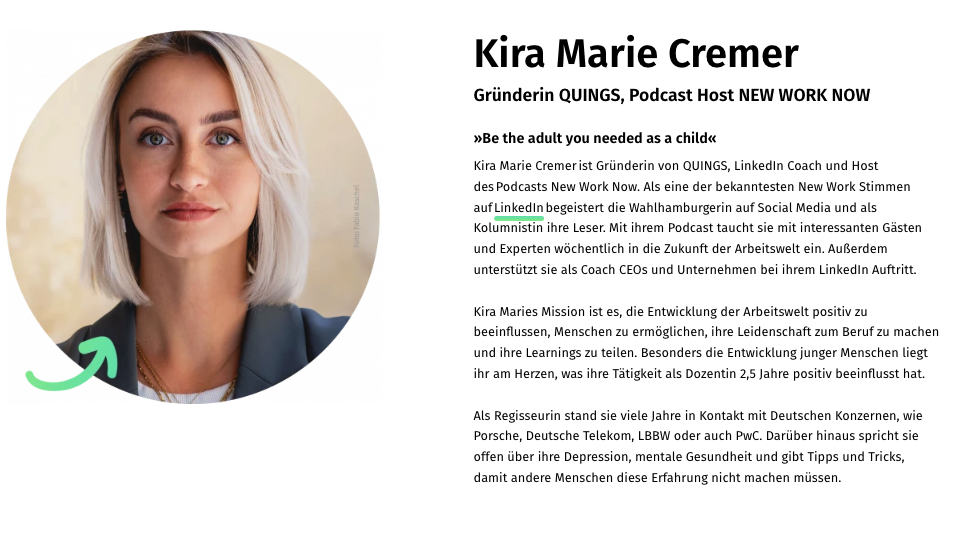 Kira Marie Cremer
Gründerin QUINGS, Podcast Host NEW WORK NOW
»Be the adult you needed as a child«
Kira Marie Cremer ist Gründerin von QUINGS, LinkedIn Coach und Host
des Podcasts New Work Now. Als eine der bekanntesten New Work Stimmen
auf LinkedIn begeistert die Wahlhamburgerin auf Social Media und als
Kolumnistin ihre Leser. Mit ihrem Podcast taucht sie mit interessanten Gästen
und Experten wöchentlich in die Zukunft der Arbeitswelt ein. Außerdem
unterstützt sie als Coach CEOs und Unternehmen bei ihrem LinkedIn Auftritt.
Kira Maries Mission ist es, die Entwicklung der Arbeitswelt positiv zu
beeinflussen, Menschen zu ermöglichen, ihre Leidenschaft zum Beruf zu machen
und ihre Learnings zu teilen. Besonders die Entwicklung junger Menschen liegt
ihr am Herzen, was ihre Tätigkeit als Dozentin 2,5 Jahre positiv beeinflusst hat.
Als Regisseurin stand sie viele Jahre in Kontakt mit Deutschen Konzernen, wie
Porsche, Deutsche Telekom, LBBW oder auch PwC. Darüber hinaus spricht sie
offen über ihre Depression, mentale Gesundheit und gibt Tipps und Tricks,
damit andere Menschen diese Erfahrung nicht machen müssen.